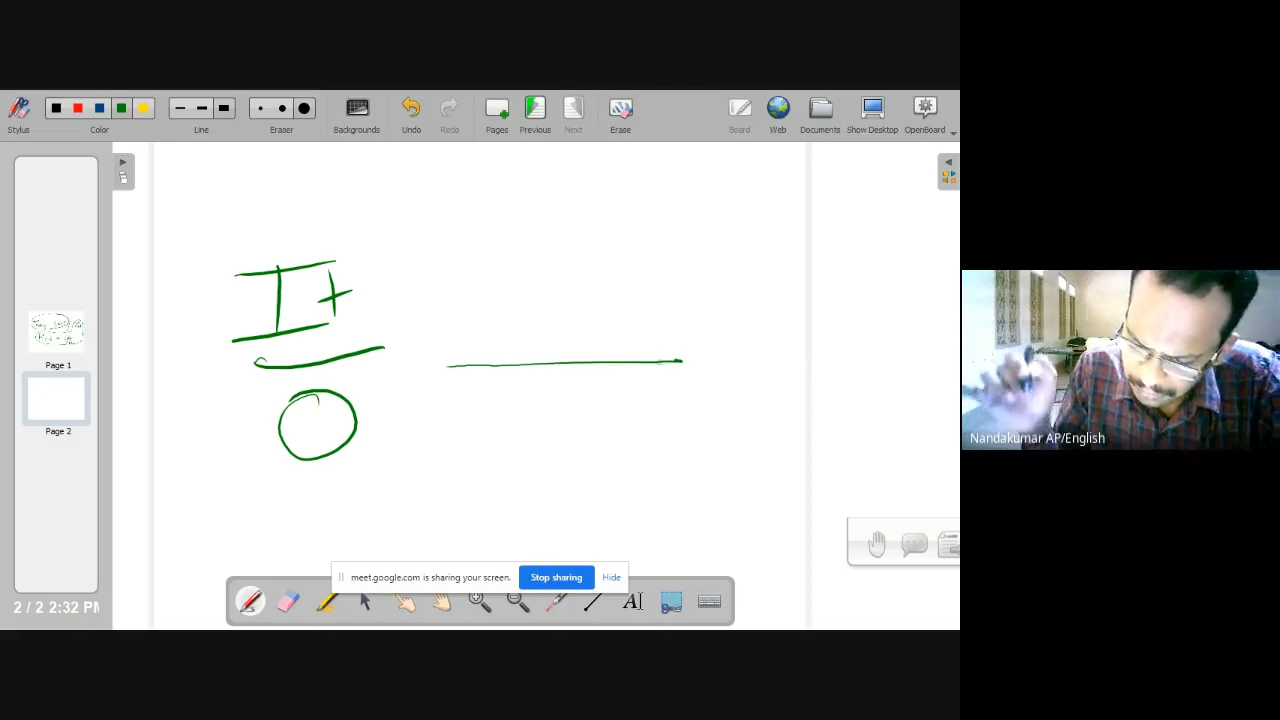 Stylus
Color
Line
Eraser
Backgrounds
Undo
Redo
Pages
Previous
Next
Erase
Board
Web
Documents
Show Desktop
OpenBoard
It
O
Page 1
Page 2
2 / 2 2:32 PM
meet.google.com is sharing your screen.
Stop sharing
Hide
Nandakumar AP/English